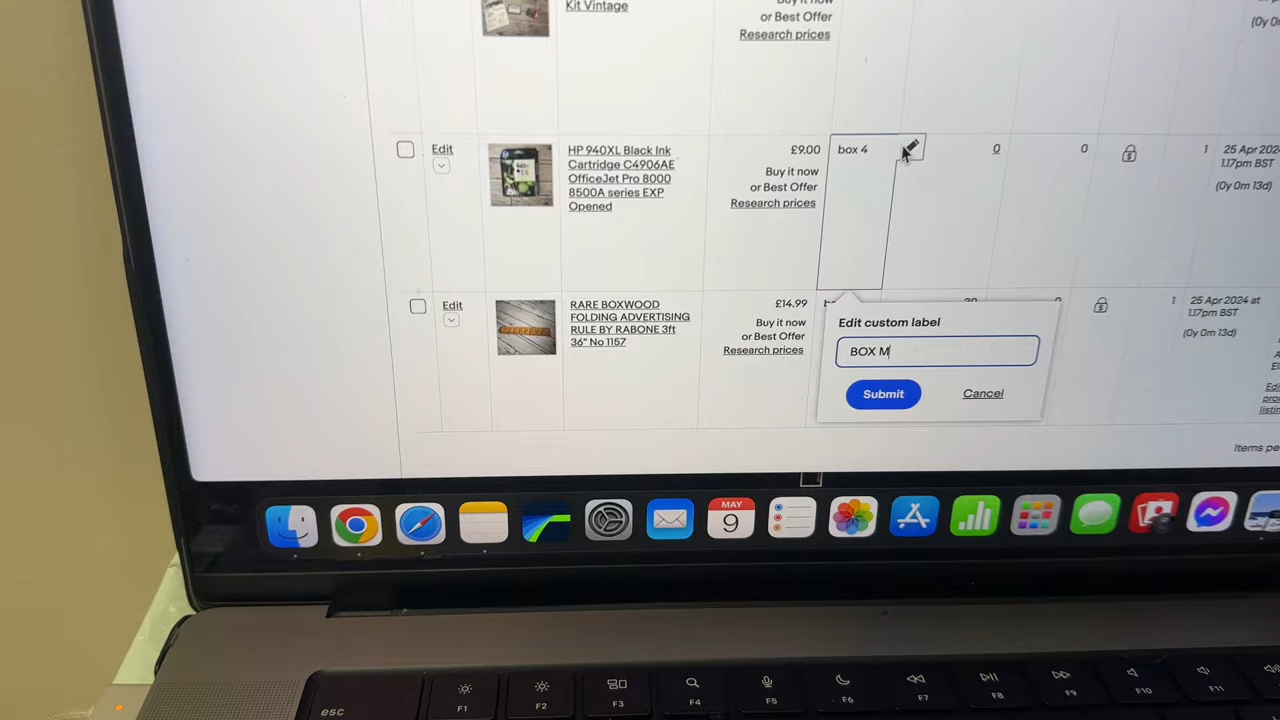 Kit Vintage
Buy it now
or Best Offer
Research prices
Edit
HP 940XL Black Ink
Cartridge C4906AE
OfficeJet Pro 8000
8500A series EXP
Opened
£9.00
Buy it now
or Best Offer
Research prices
box 4
0
0
1
25 Apr 2024
1.17pm BST
(0y 0m 13d)
Edit
RARE BOXWOOD
FOLDING ADVERTISING
RULE BY RABONE 3ft
36" No 1157
£14.99
Buy it now
or Best Offer
Research prices
1
25 Apr 2024 at
1.17pm BST
(0y 0m 13d)
Edit custom label
BOX M
Submit
Cancel
Items pe
MAY
9
esc
F1
F2
F3
F4
F5
F6
F7
F8
F9
F10
F11